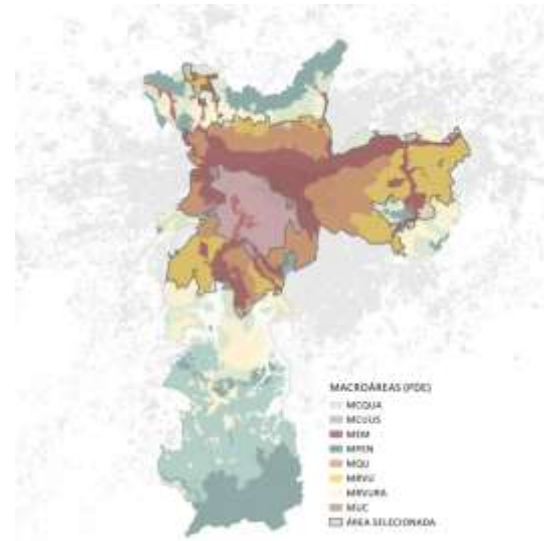 MACROÁREAS (PDE)
MCQUA
MCUUS
MEM
MPEN
MQU
MRVU
MRVURA
MUC
ÁREA SELECIONADA